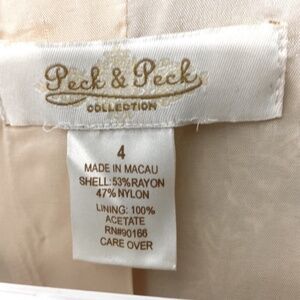 Peck & Peck
COLLECTION
4
MADE IN MACAU
SHELL: 53%RAYON
47% NYLON
LINING: 100%
ACETATE
RN#90166
CARE OVER